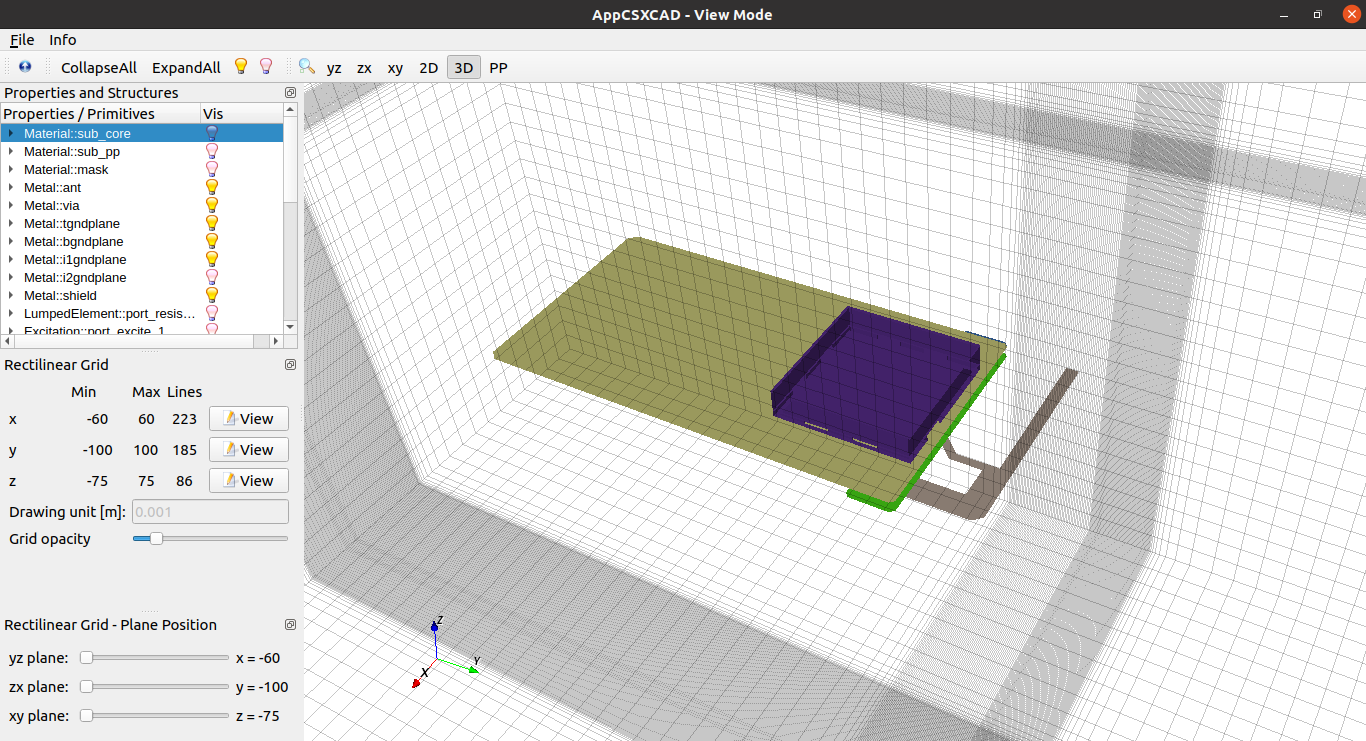 AppCSXCAD - View Mode
File Info
CollapseAll ExpandAll yz zx xy 2D 3D PP
Properties and Structures
Properties / Primitives Vis
Material::sub_core
Material::sub_pp
Material::mask
Metal::ant
Metal::via
Metal::tgndplane
Metal::bgndplane
Metal::i1gndplane
Metal::i2gndplane
Metal::shield
LumpedElement::port_resis...
Excitation::port_excite_1
Rectilinear Grid
Min Max Lines
x -60 60 223 View
y -100 100 185 View
z -75 75 86 View
Drawing unit [m]: 0.001
Grid opacity
Rectilinear Grid - Plane Position
yz plane: x = -60
zx plane: y = -100
xy plane: z = -75
Z
Y
X